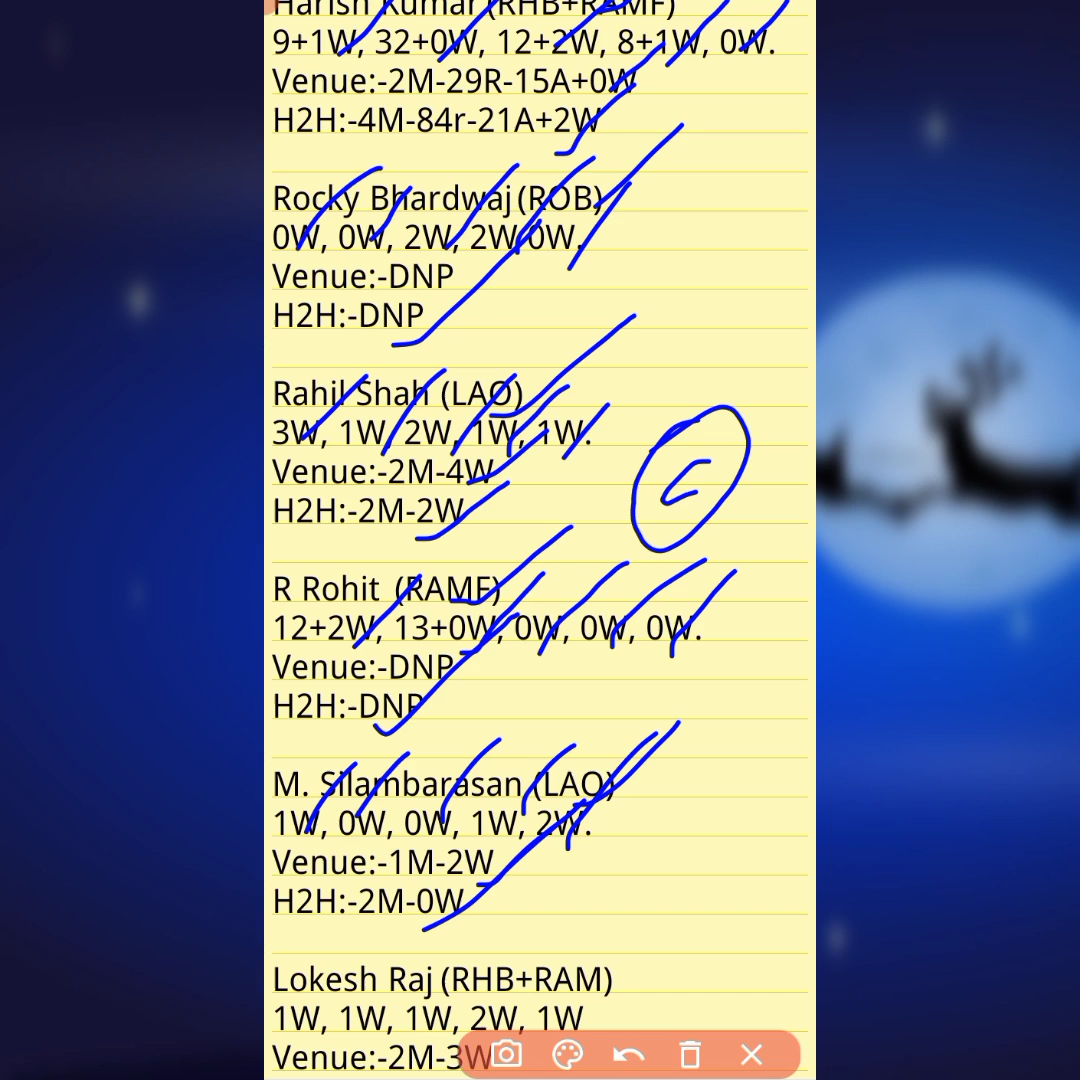 Harish Kumar (RHB+RAMF)
9+1W, 32+0W, 12+2W, 8+1W, 0W.
Venue:-2M-29R-15A+0W
H2H:-4M-84r-21A+2W
Rocky Bhardwaj (ROB)
0W, 0W, 2W, 2W, 0W.
Venue:-DNP
H2H:-DNP
Rahil Shah (LAO)
3W, 1W, 2W, 1W, 1W.
Venue:-2M-4W
H2H:-2M-2W
C
R Rohit (RAMF)
12+2W, 13+0W, 0W, 0W, 0W.
Venue:-DNP
H2H:-DNP
M. Silambarasan (LAO)
1W, 0W, 0W, 1W, 2W.
Venue:-1M-2W
H2H:-2M-0W
Lokesh Raj (RHB+RAM)
1W, 1W, 1W, 2W, 1W
Venue:-2M-3W